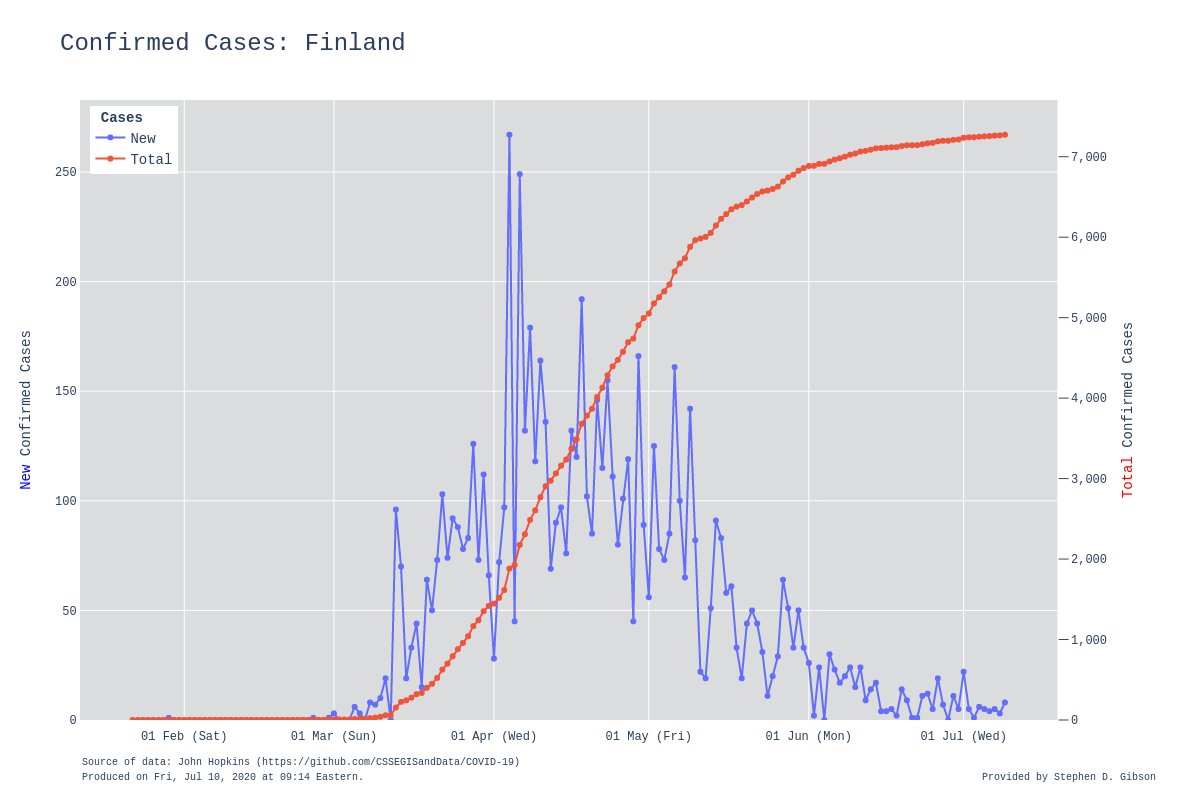 Confirmed Cases: Finland
Cases
New
Total
250
200
150
100
50
0
7,000
6,000
5,000
4,000
3,000
2,000
1,000
0
New Confirmed Cases
Total Confirmed Cases
01 Feb (Sat)
01 Mar (Sun)
01 Apr (Wed)
01 May (Fri)
01 Jun (Mon)
01 Jul (Wed)
Source of data: John Hopkins (https://github.com/CSSEGISandData/COVID-19)
Produced on Fri, Jul 10, 2020 at 09:14 Eastern.
Provided by Stephen D. Gibson